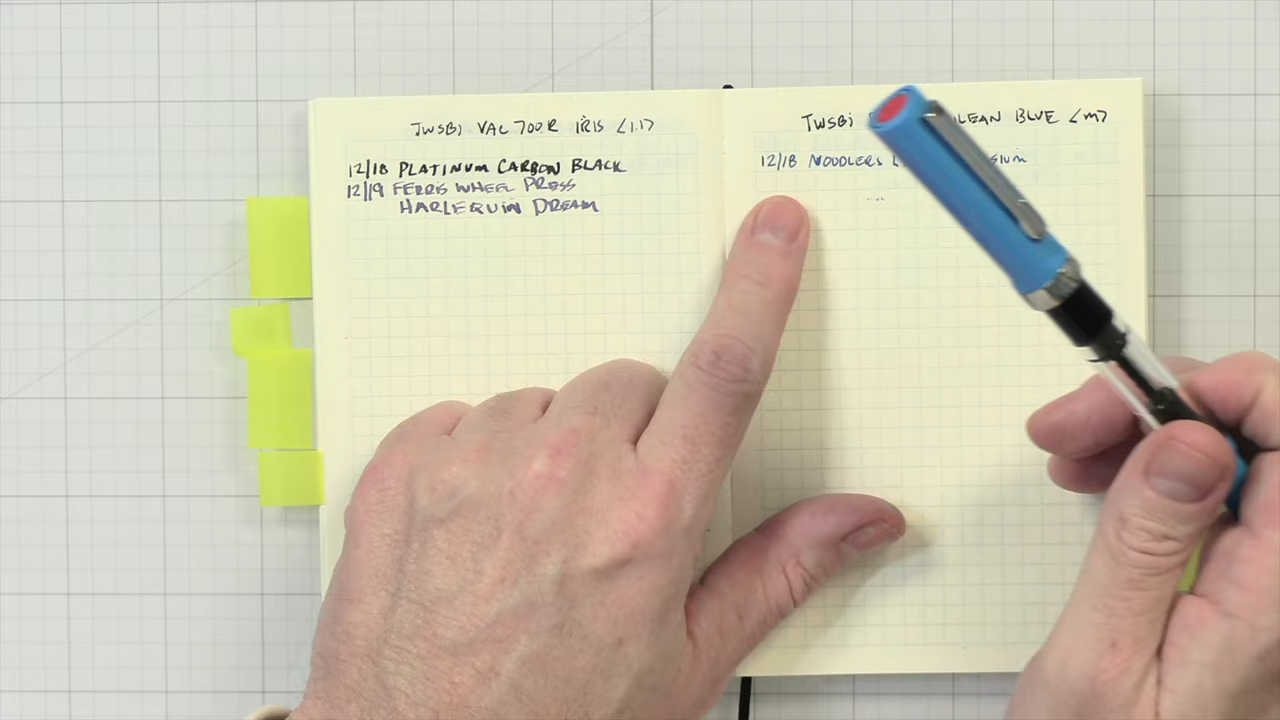 TWSBi VAC 700R IRIS <1.1>
12/18 PLATINUM CARBON BLACK
12/19 FERRIS WHEEL PRESS
HARLEQUIN DREAM
TWSBi BLUE <M>
12/18 NOODLERS